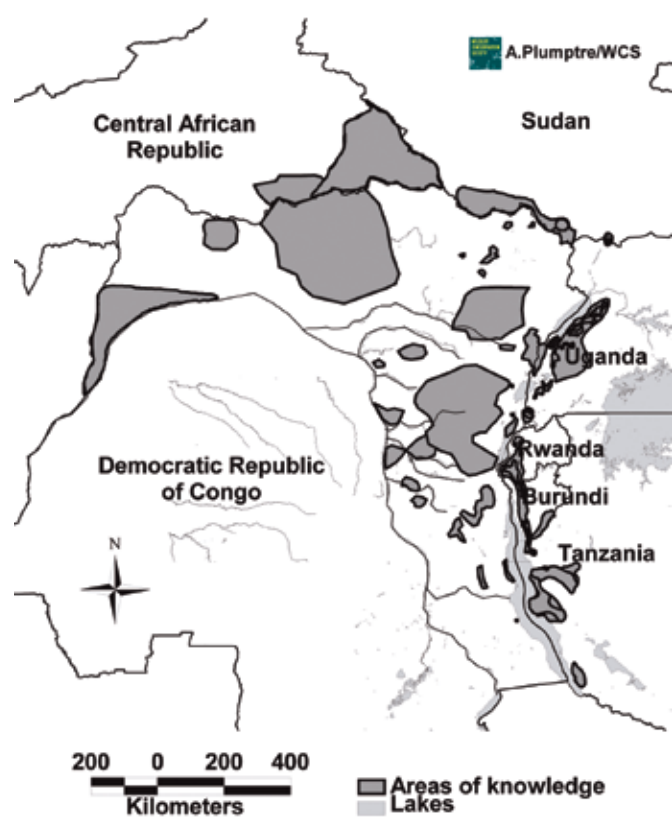 A.Plumptre/WCS
Central African
Republic
Sudan
Uganda
Democratic Republic
of Congo
Rwanda
Burundi
N
Tanzania
200 0 200 400
Kilometers
Areas of knowledge
Lakes